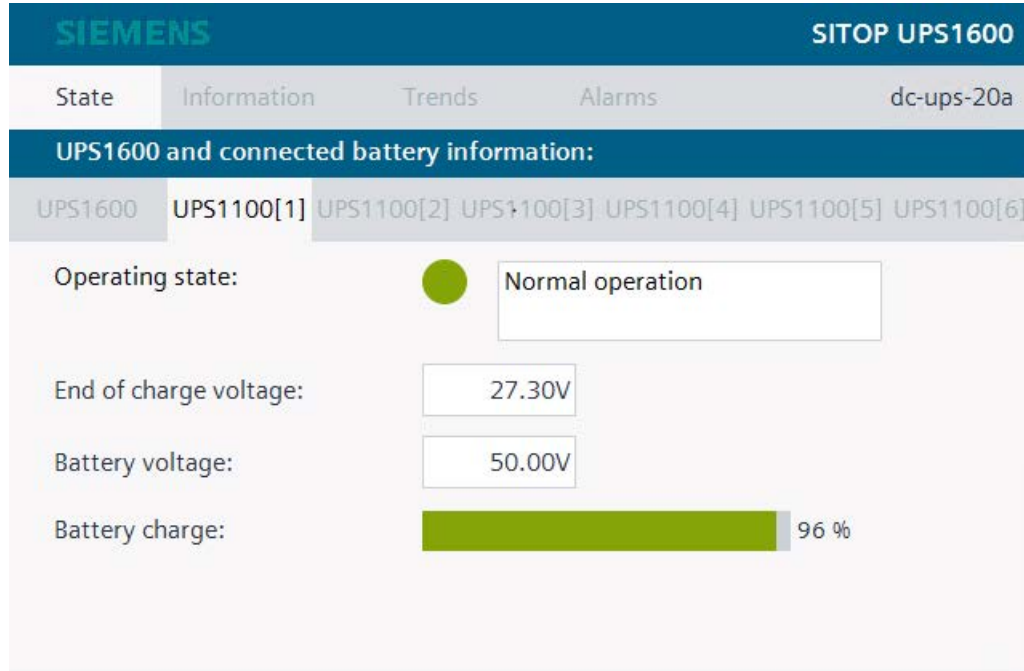 SIEMENS SITOP UPS1600
State Information Trends Alarms dc-ups-20a
UPS1600 and connected battery information:
UPS1600 UPS1100[1] UPS1100[2] UPS1100[3] UPS1100[4] UPS1100[5] UPS1100[6]
Operating state: Normal operation
End of charge voltage: 27.30V
Battery voltage: 50.00V
Battery charge: 96 %